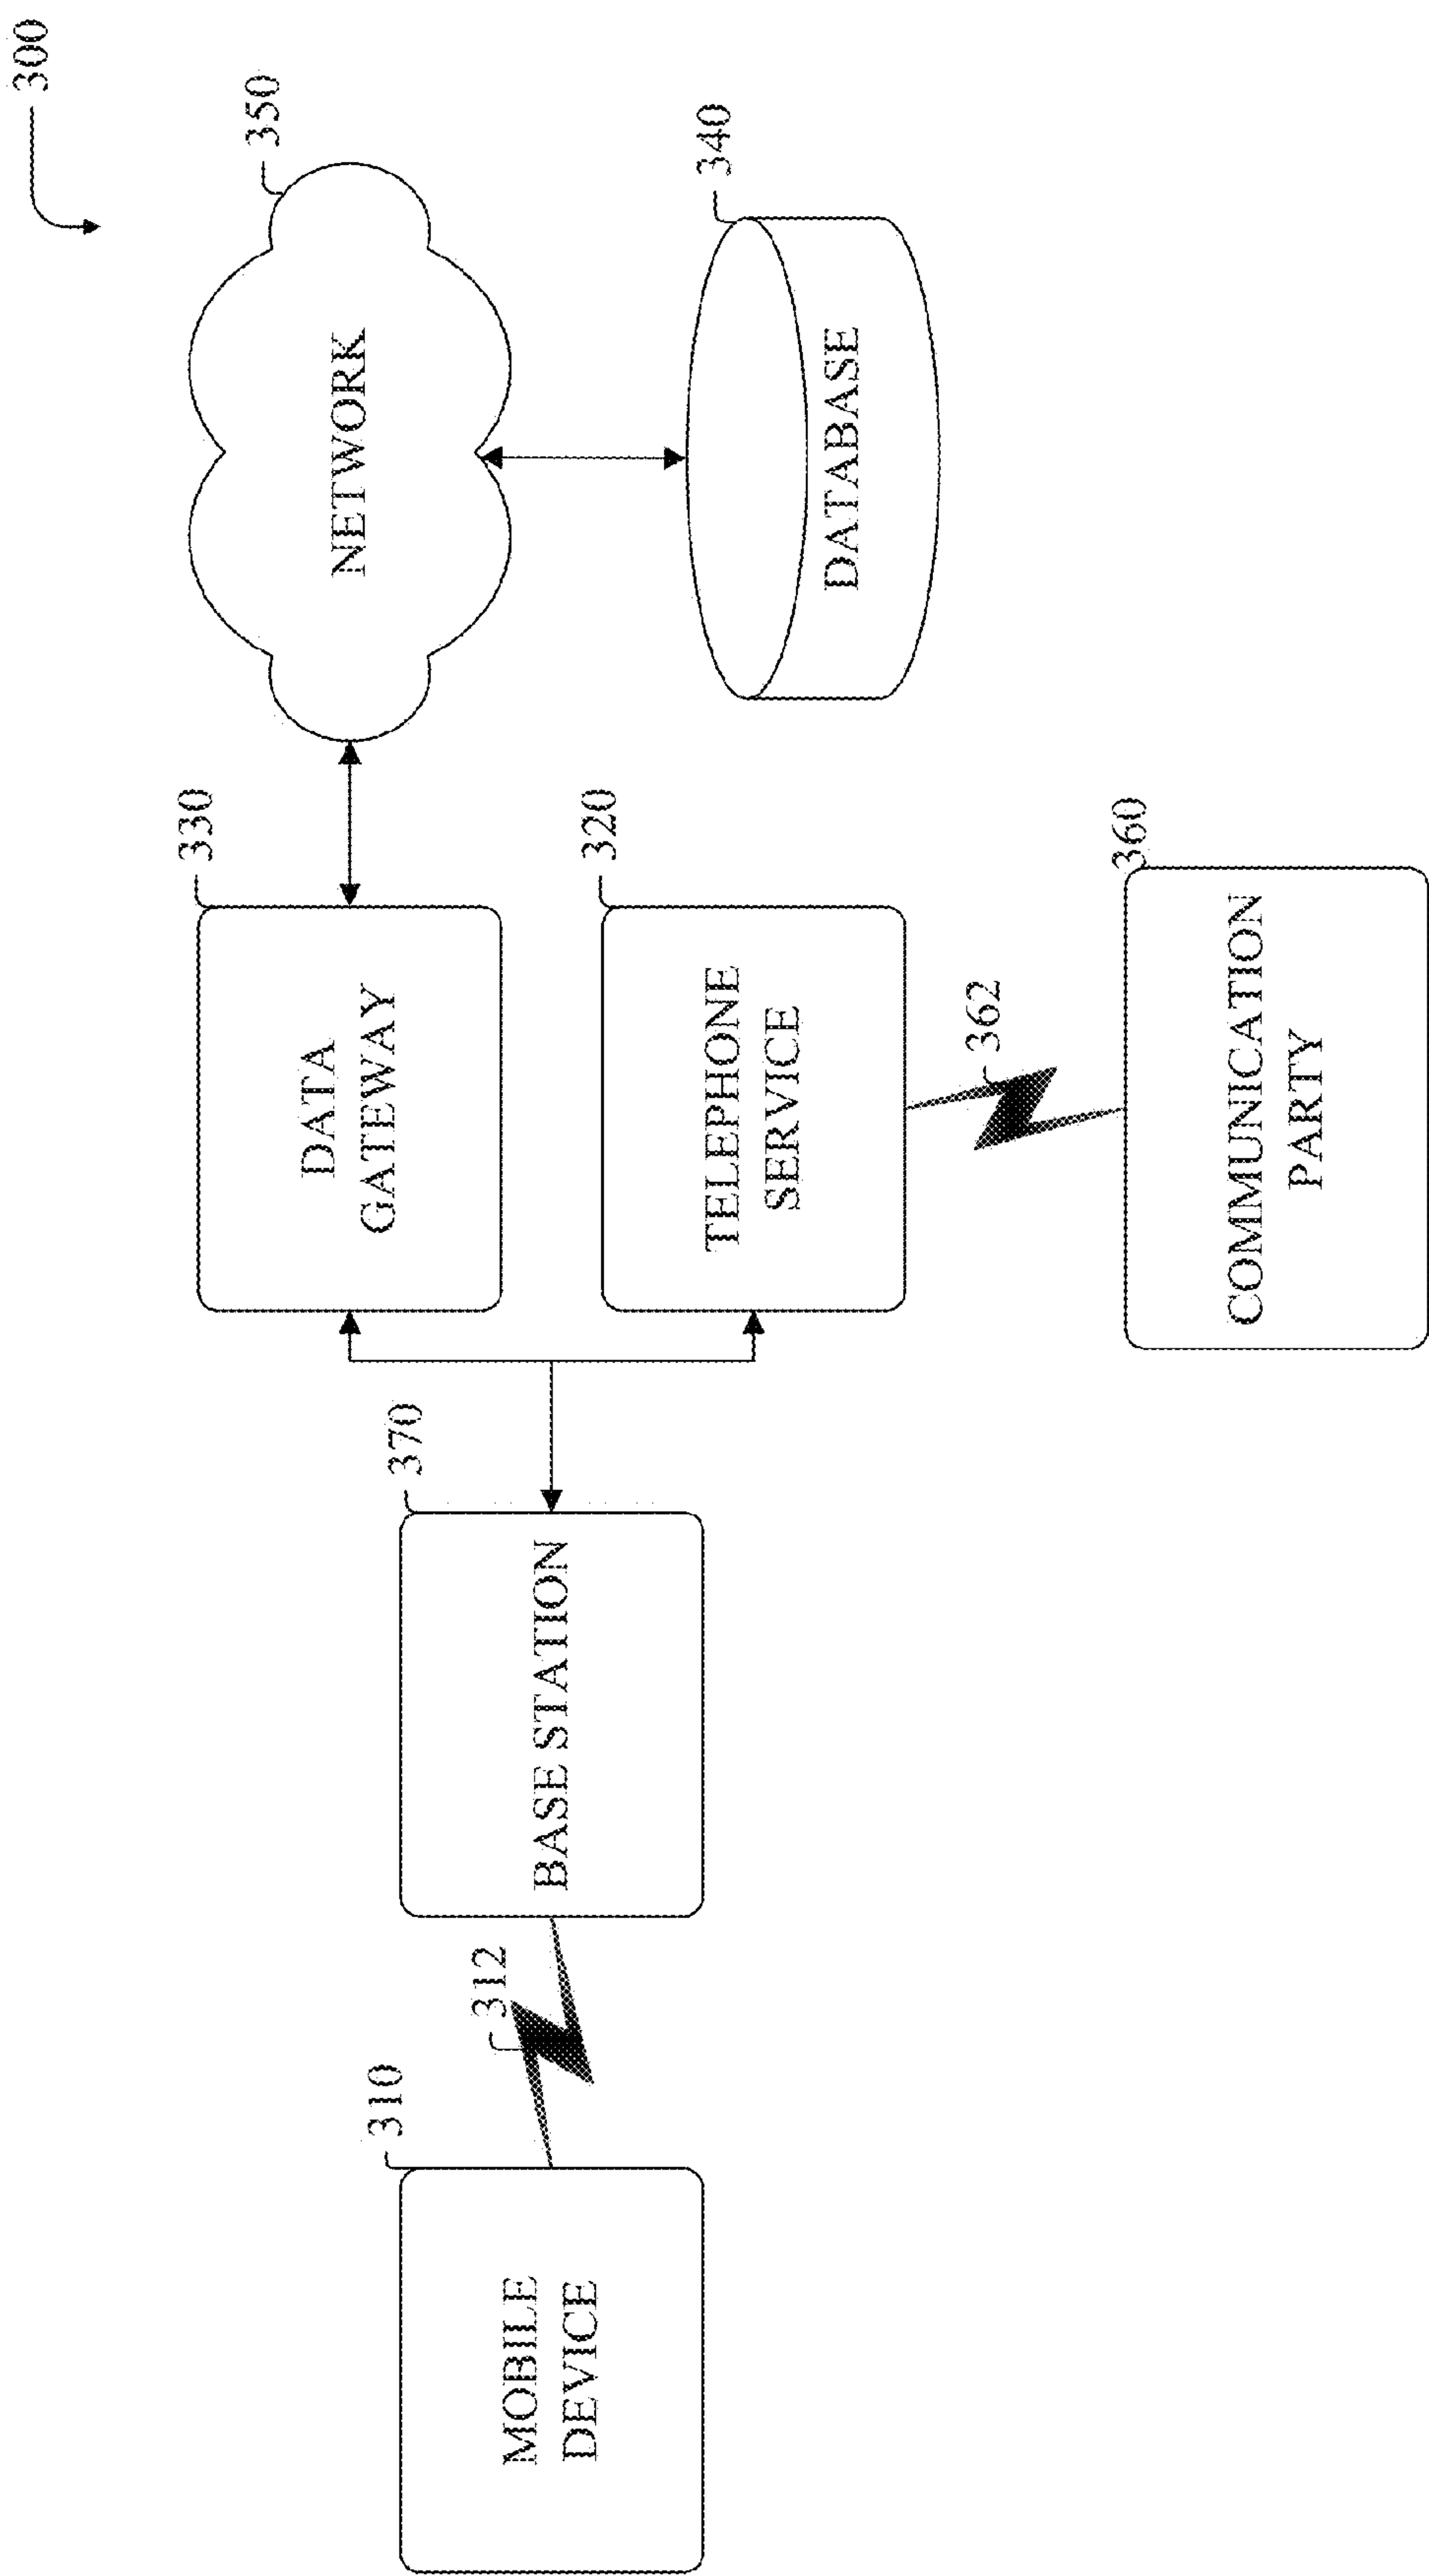 300
350
NETWORK
340
DATABASE
330
DATA
GATEWAY
320
TELEPHONE
SERVICE
362
360
COMMUNICATION
PARTY
370
BASE STATION
312
310
MOBILE
DEVICE